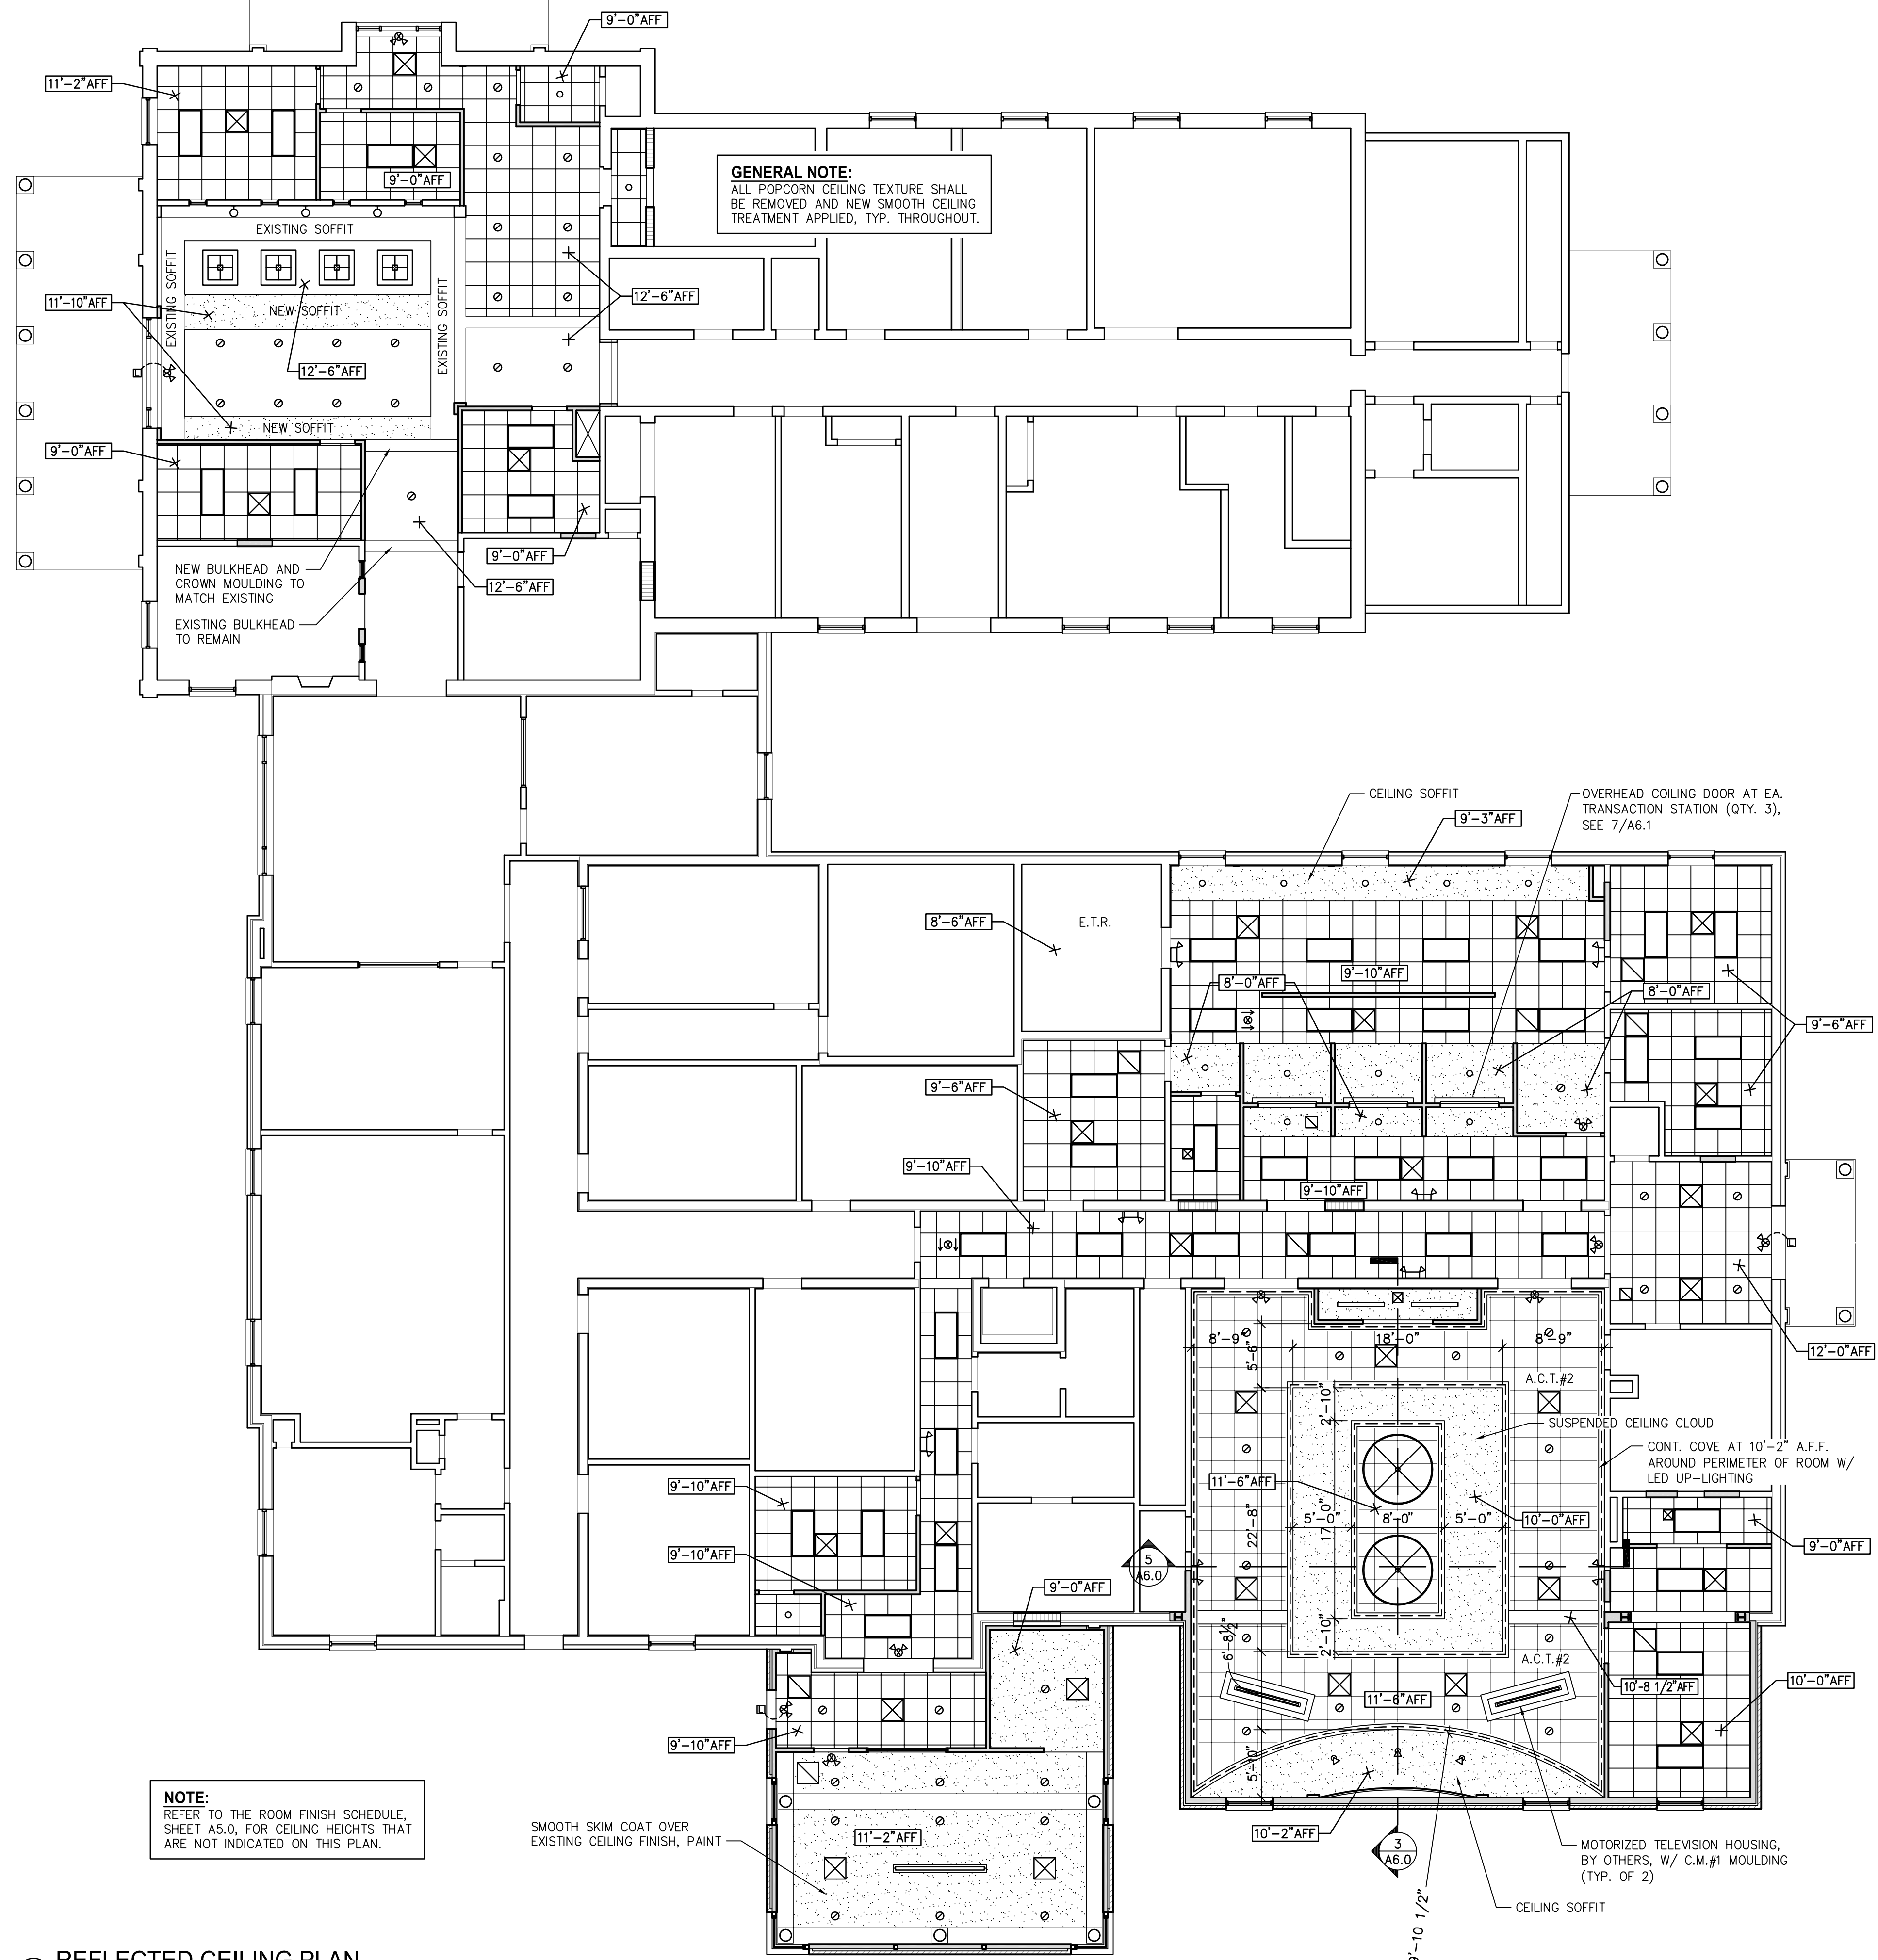 9'-0"AFF
11'-2"AFF
9'-0"AFF
GENERAL NOTE:
ALL POPCORN CEILING TEXTURE SHALL
BE REMOVED AND NEW SMOOTH CEILING
TREATMENT APPLIED, TYP. THROUGHOUT.
EXISTING SOFFIT
EXISTING SOFFIT
EXISTING SOFFIT
11'-10"AFF
NEW SOFFIT
12'-6"AFF
12'-6"AFF
NEW SOFFIT
9'-0"AFF
9'-0"AFF
12'-6"AFF
NEW BULKHEAD AND
CROWN MOULDING TO
MATCH EXISTING
EXISTING BULKHEAD
TO REMAIN
CEILING SOFFIT
9'-3"AFF
OVERHEAD COILING DOOR AT EA.
TRANSACTION STATION (QTY. 3),
SEE 7/A6.1
8'-6"AFF
E.T.R.
9'-10"AFF
8'-0"AFF
8'-0"AFF
9'-6"AFF
9'-6"AFF
9'-10"AFF
9'-10"AFF
8'-9"
18'-0"
8'-9"
5'-6"
12'-0"AFF
A.C.T.#2
2'-10"
SUSPENDED CEILING CLOUD
CONT. COVE AT 10'-2" A.F.F.
AROUND PERIMETER OF ROOM W/
LED UP-LIGHTING
11'-6"AFF
9'-10"AFF
22'-8"
17'-0"
5'-0"
8'-0"
5'-0"
10'-0"AFF
9'-0"AFF
9'-10"AFF
5
A6.0
9'-0"AFF
6'-8½"
2'-10"
A.C.T.#2
10'-8 1/2"AFF
10'-0"AFF
11'-6"AFF
9'-10"AFF
5'-10"
NOTE:
REFER TO THE ROOM FINISH SCHEDULE,
SHEET A5.0, FOR CEILING HEIGHTS THAT
ARE NOT INDICATED ON THIS PLAN.
SMOOTH SKIM COAT OVER
EXISTING CEILING FINISH, PAINT
11'-2"AFF
10'-2"AFF
3
A6.0
MOTORIZED TELEVISION HOUSING,
BY OTHERS, W/ C.M.#1 MOULDING
(TYP. OF 2)
CEILING SOFFIT
9'-10 1/2"
REFLECTED CEILING PLAN